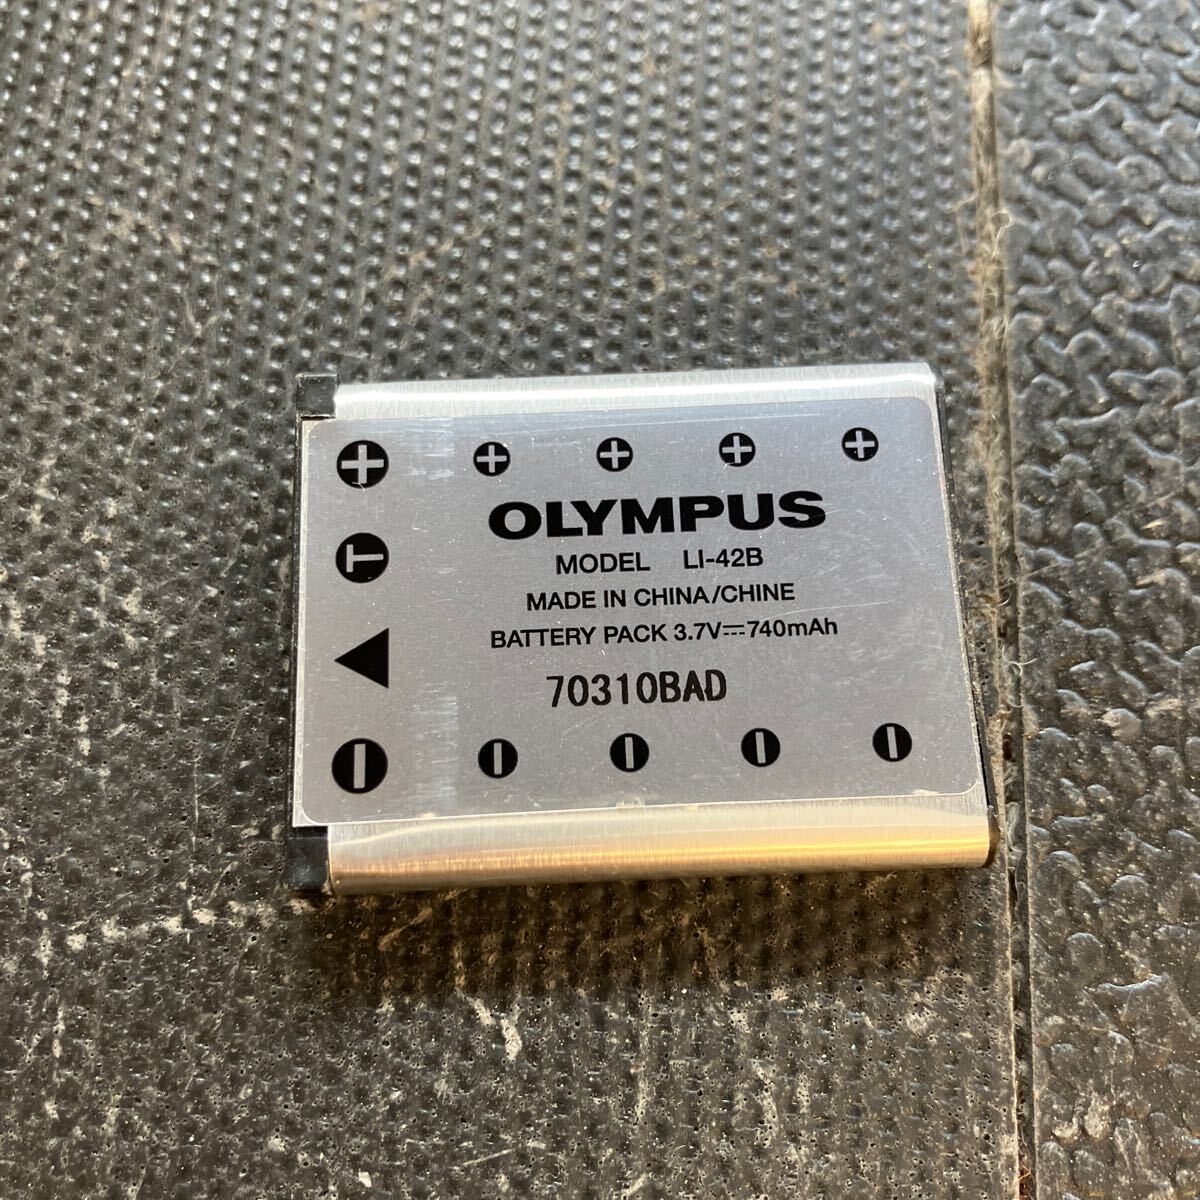 OLYMPUS
MODEL LI-42B
MADE IN CHINA/CHINE
BATTERY PACK 3.7V⎓740mAh
70310BAD
T